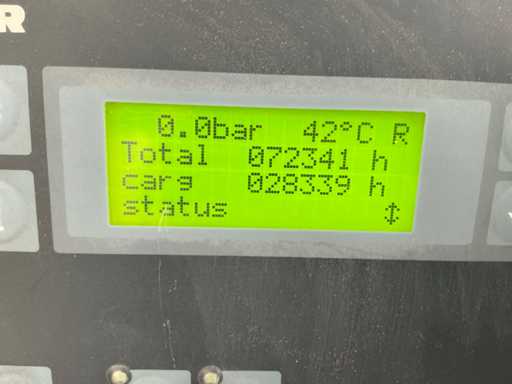 R
0.0bar 42°C R
Total 072341 h
carg 028339 h
status ↕